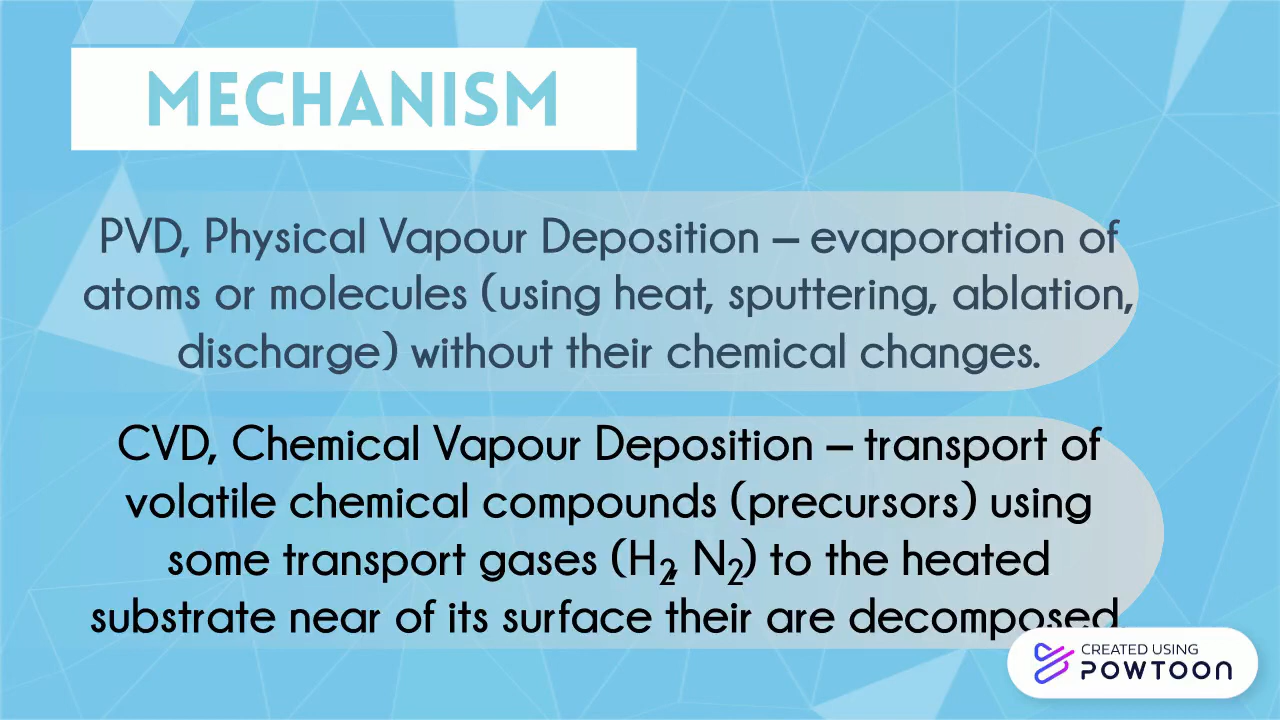 MECHANISM
PVD, Physical Vapour Deposition – evaporation of
atoms or molecules (using heat, sputtering, ablation,
discharge) without their chemical changes.
CVD, Chemical Vapour Deposition – transport of
volatile chemical compounds (precursors) using
some transport gases (H₂, N₂) to the heated
substrate near of its surface their are decomposed.
CREATED USING
POWTOON